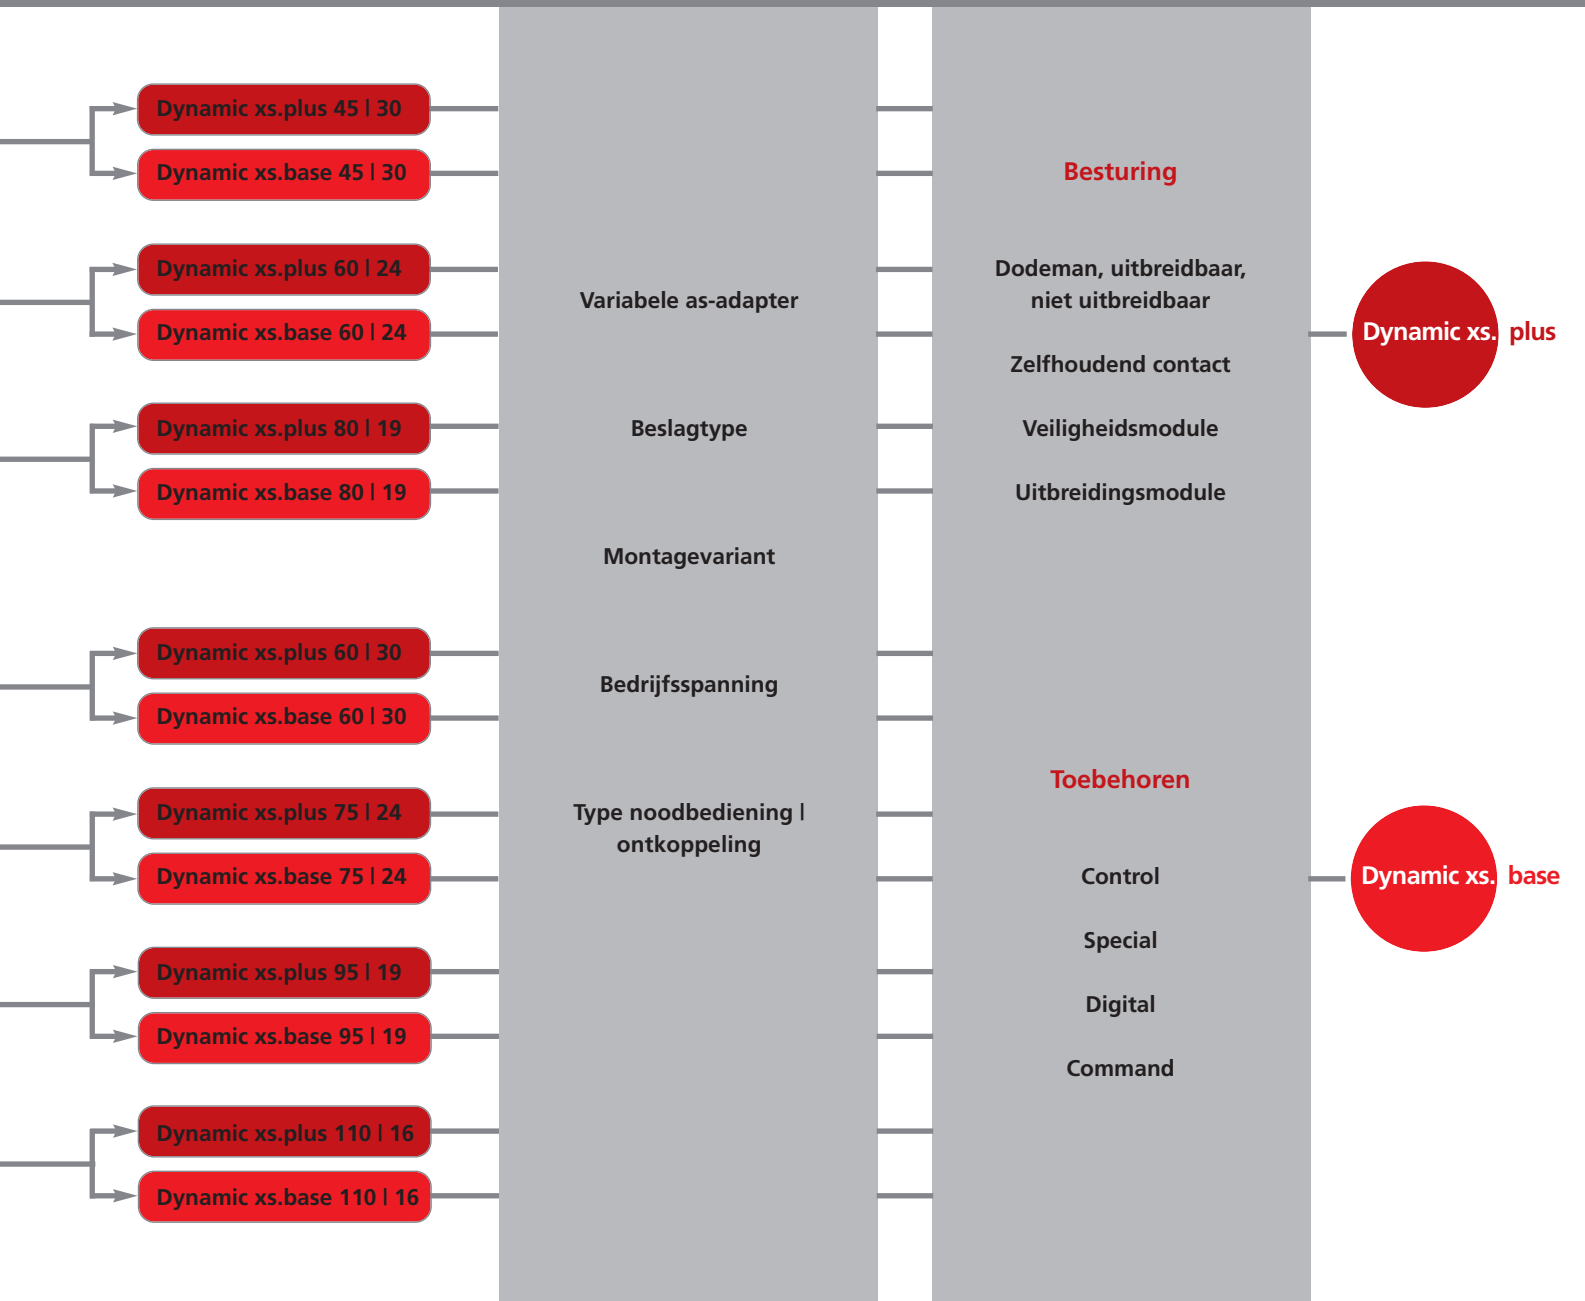 Dynamic xs.plus 45 | 30
Dynamic xs.base 45 | 30
Dynamic xs.plus 60 | 24
Dynamic xs.base 60 | 24
Dynamic xs.plus 80 | 19
Dynamic xs.base 80 | 19
Dynamic xs.plus 60 | 30
Dynamic xs.base 60 | 30
Dynamic xs.plus 75 | 24
Dynamic xs.base 75 | 24
Dynamic xs.plus 95 | 19
Dynamic xs.base 95 | 19
Dynamic xs.plus 110 | 16
Dynamic xs.base 110 | 16
Variabele as-adapter
Beslagtype
Montagevariant
Bedrijfsspanning
Type noodbediening |
ontkoppeling
Besturing
Dodeman, uitbreidbaar,
niet uitbreidbaar
Zelfhoudend contact
Veiligheidsmodule
Uitbreidingsmodule
Toebehoren
Control
Special
Digital
Command
Dynamic xs. plus
Dynamic xs. base